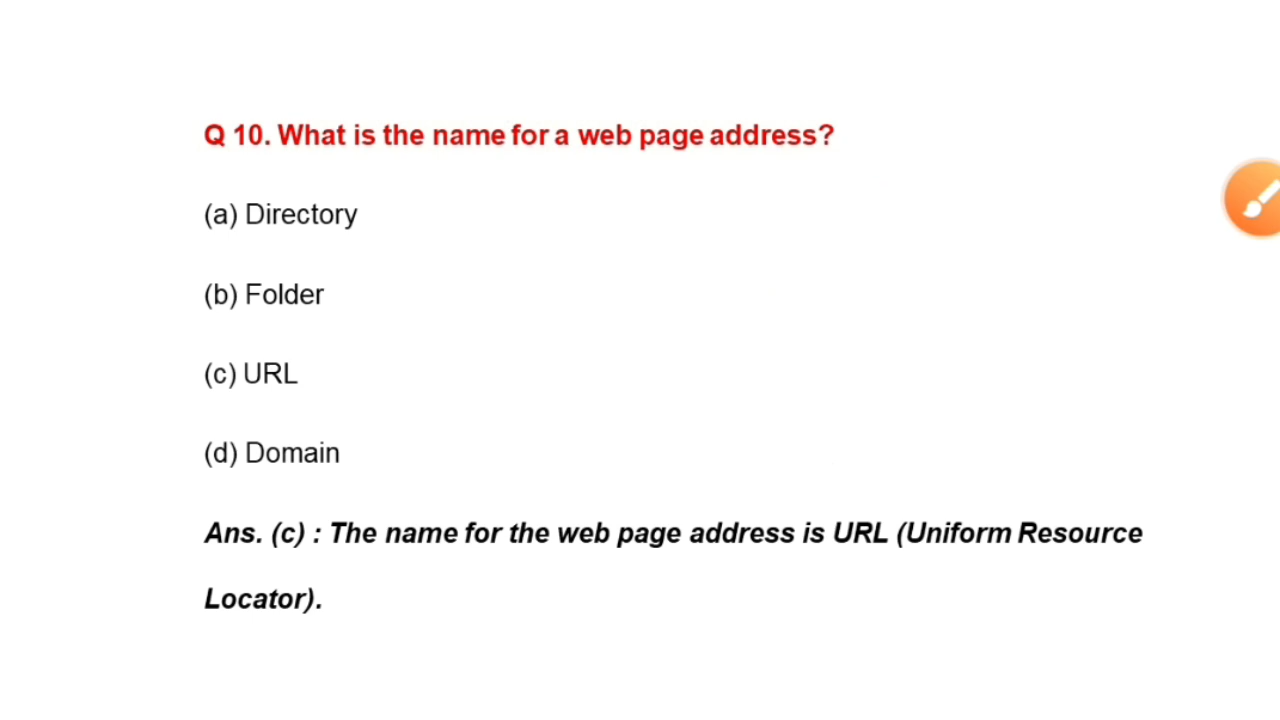 Q 10. What is the name for a web page address?
(a) Directory
(b) Folder
(c) URL
(d) Domain
Ans. (c) : The name for the web page address is URL (Uniform Resource
Locator).